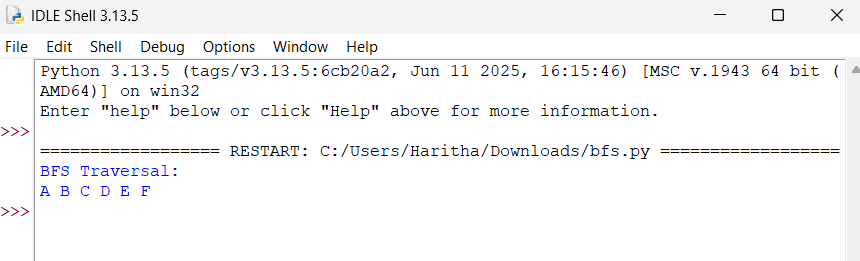 IDLE Shell 3.13.5
File Edit Shell Debug Options Window Help
Python 3.13.5 (tags/v3.13.5:6cb20a2, Jun 11 2025, 16:15:46) [MSC v.1943 64 bit (
AMD64)] on win32
Enter "help" below or click "Help" above for more information.
>>>
================== RESTART: C:/Users/Haritha/Downloads/bfs.py ==================
BFS Traversal:
A B C D E F
>>>